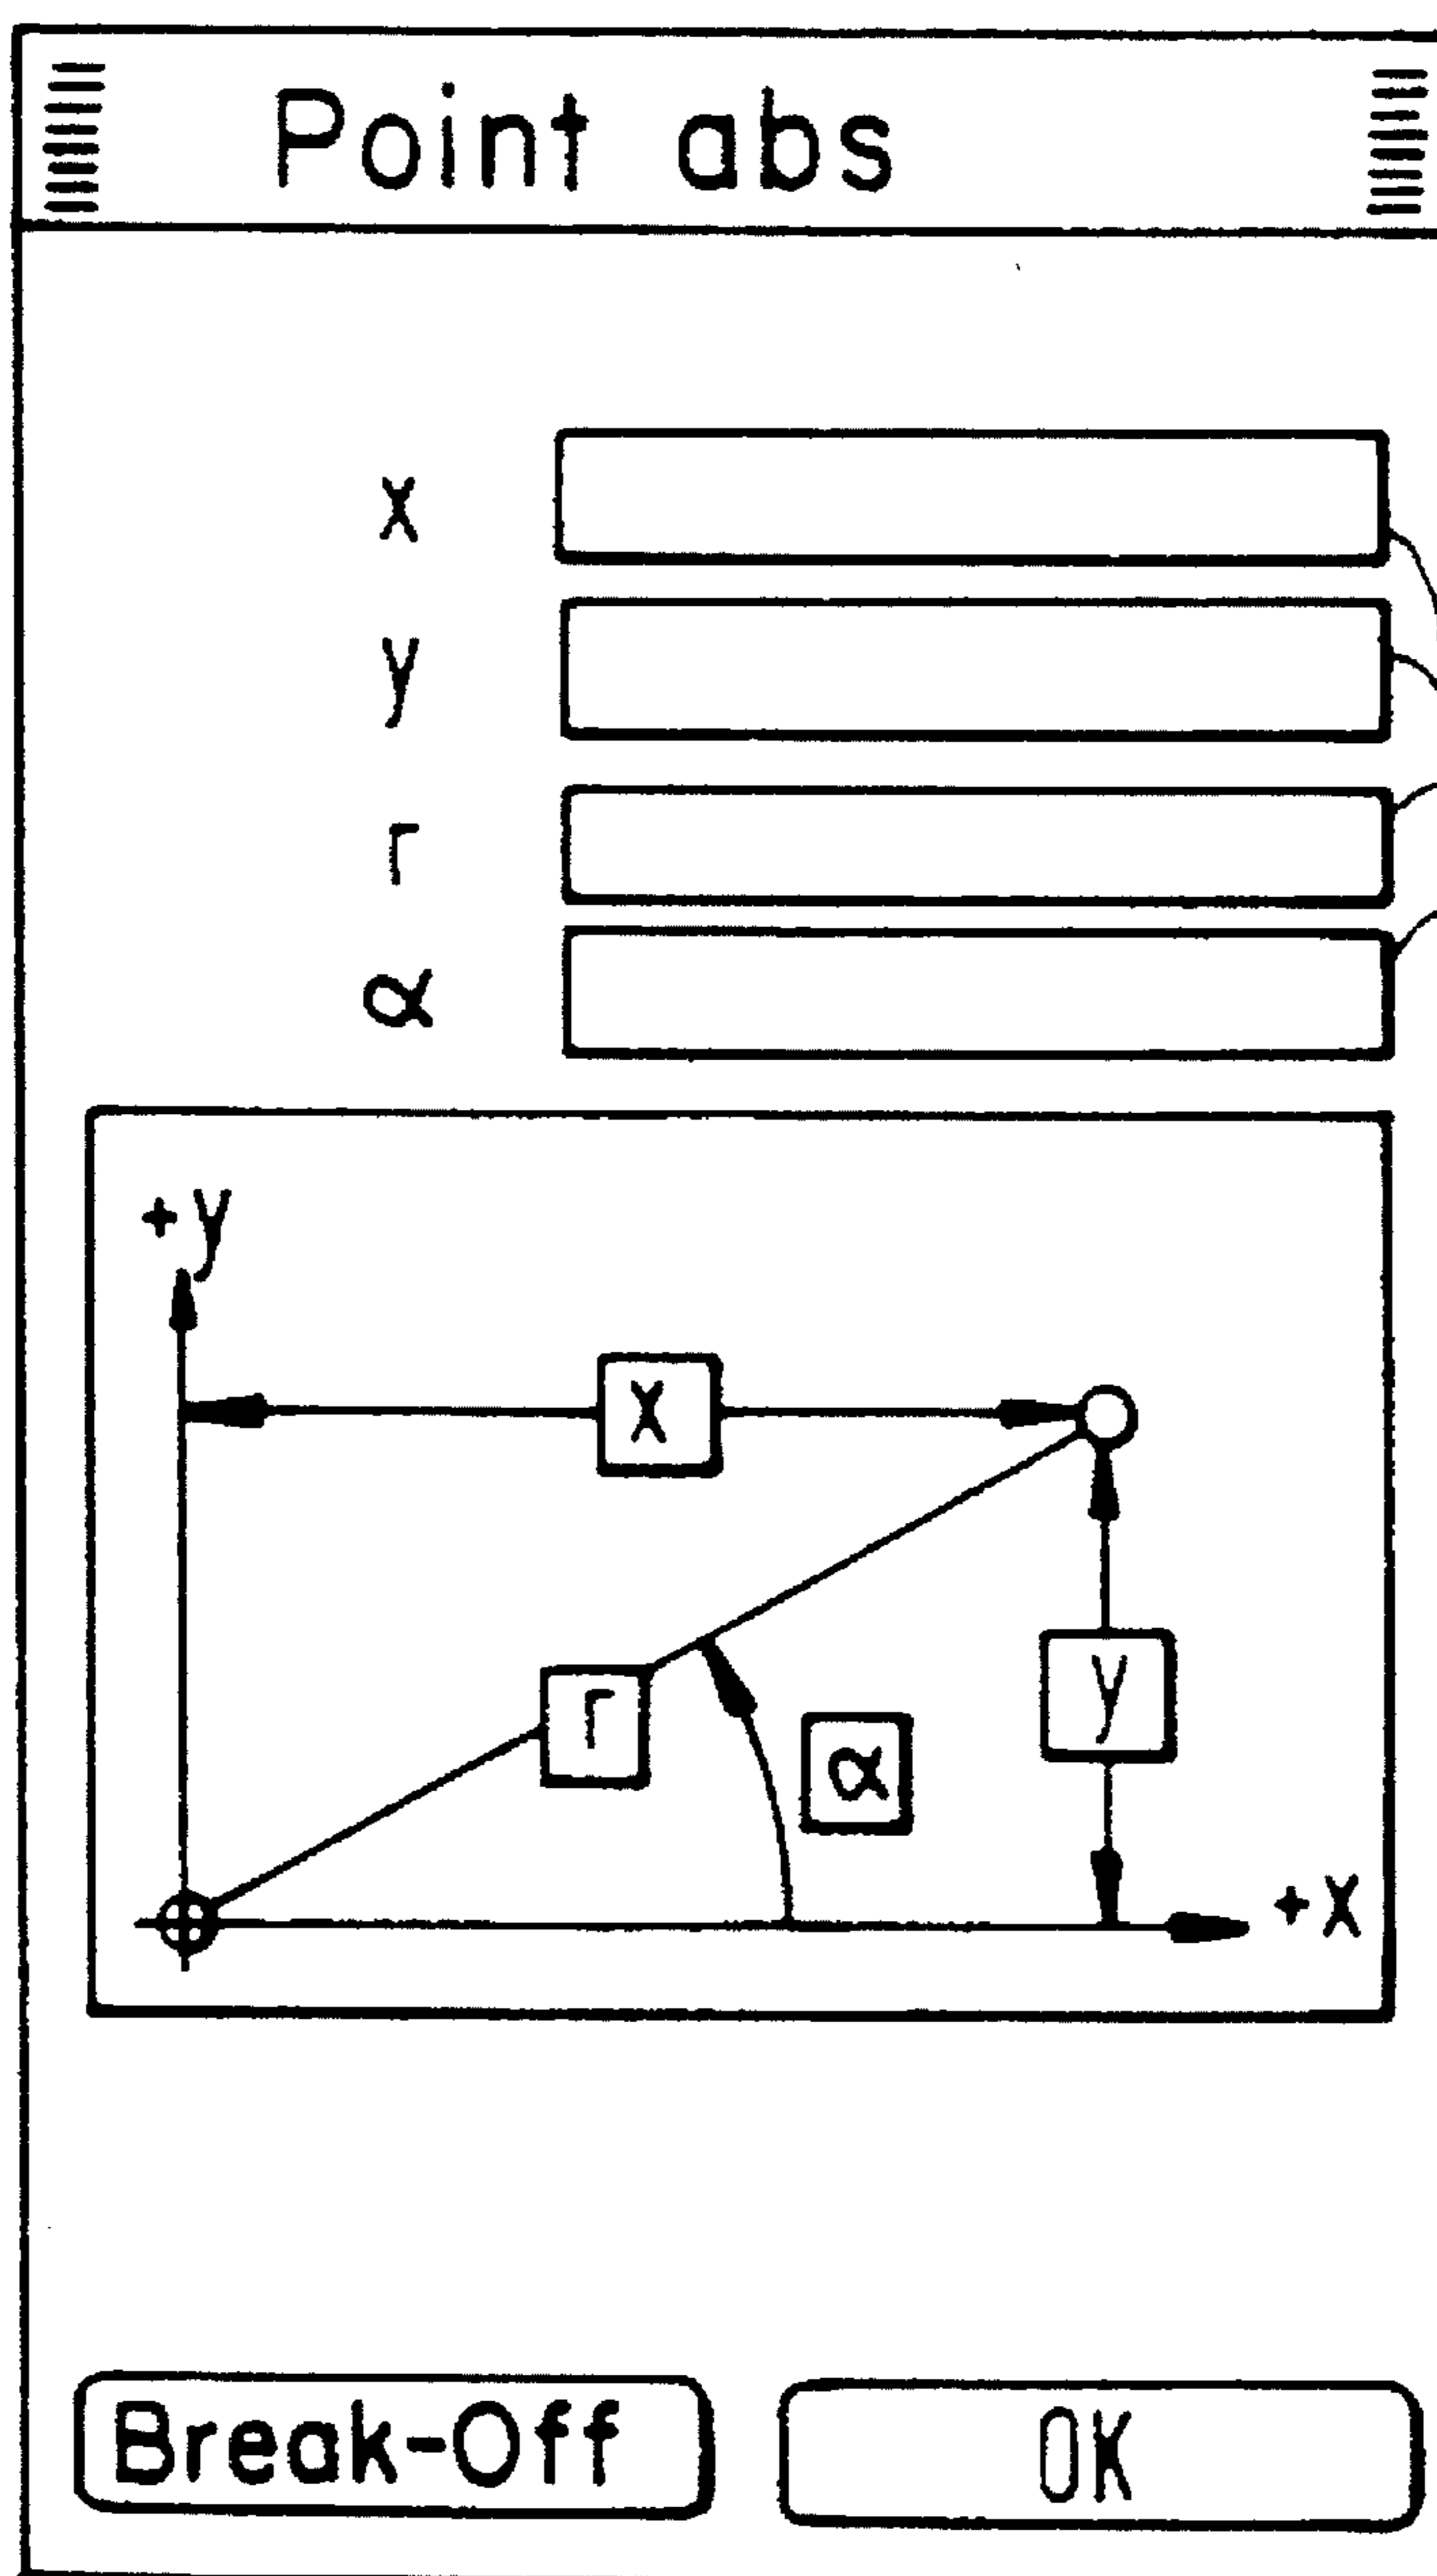 Point abs
x
y
r
α
+y
x
r
α
y
+x
Break-Off
OK